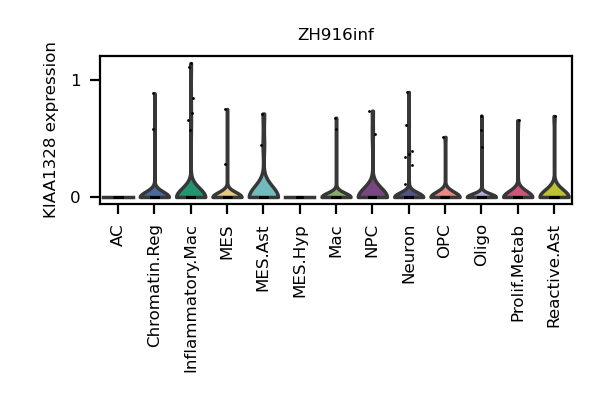 ZH916inf
KIAA1328 expression
1
0
AC
Chromatin.Reg
Inflammatory.Mac
MES
MES.Ast
MES.Hyp
Mac
NPC
Neuron
OPC
Oligo
Prolif.Metab
Reactive.Ast